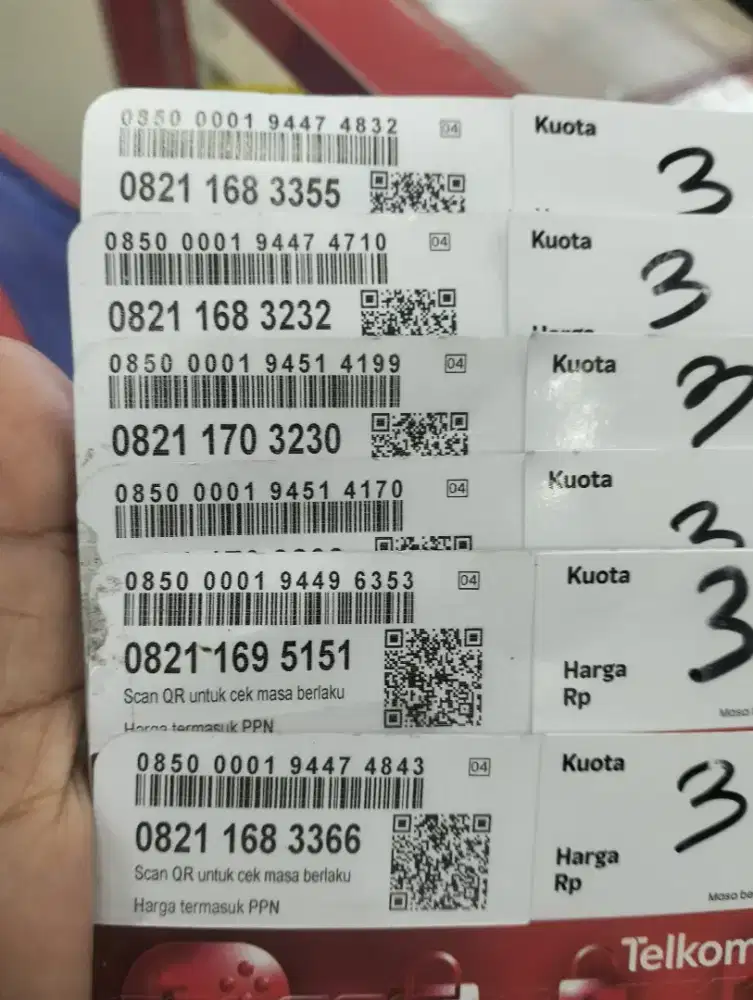 0850 0001 9447 4832 04
0821 168 3355
Kuota 3
0850 0001 9447 4710 04
0821 168 3232
Kuota 3
0850 0001 9451 4199 04
0821 170 3230
Kuota 3
0850 0001 9451 4170 04
Kuota 3
0850 0001 9449 6353 04
0821 169 5151
Scan QR untuk cek masa berlaku
Harga termasuk PPN
Kuota 3
Harga
Rp
Masa
0850 0001 9447 4843 04
0821 168 3366
Scan QR untuk cek masa berlaku
Harga termasuk PPN
Kuota 3
Harga
Rp
Masa be
Telkom